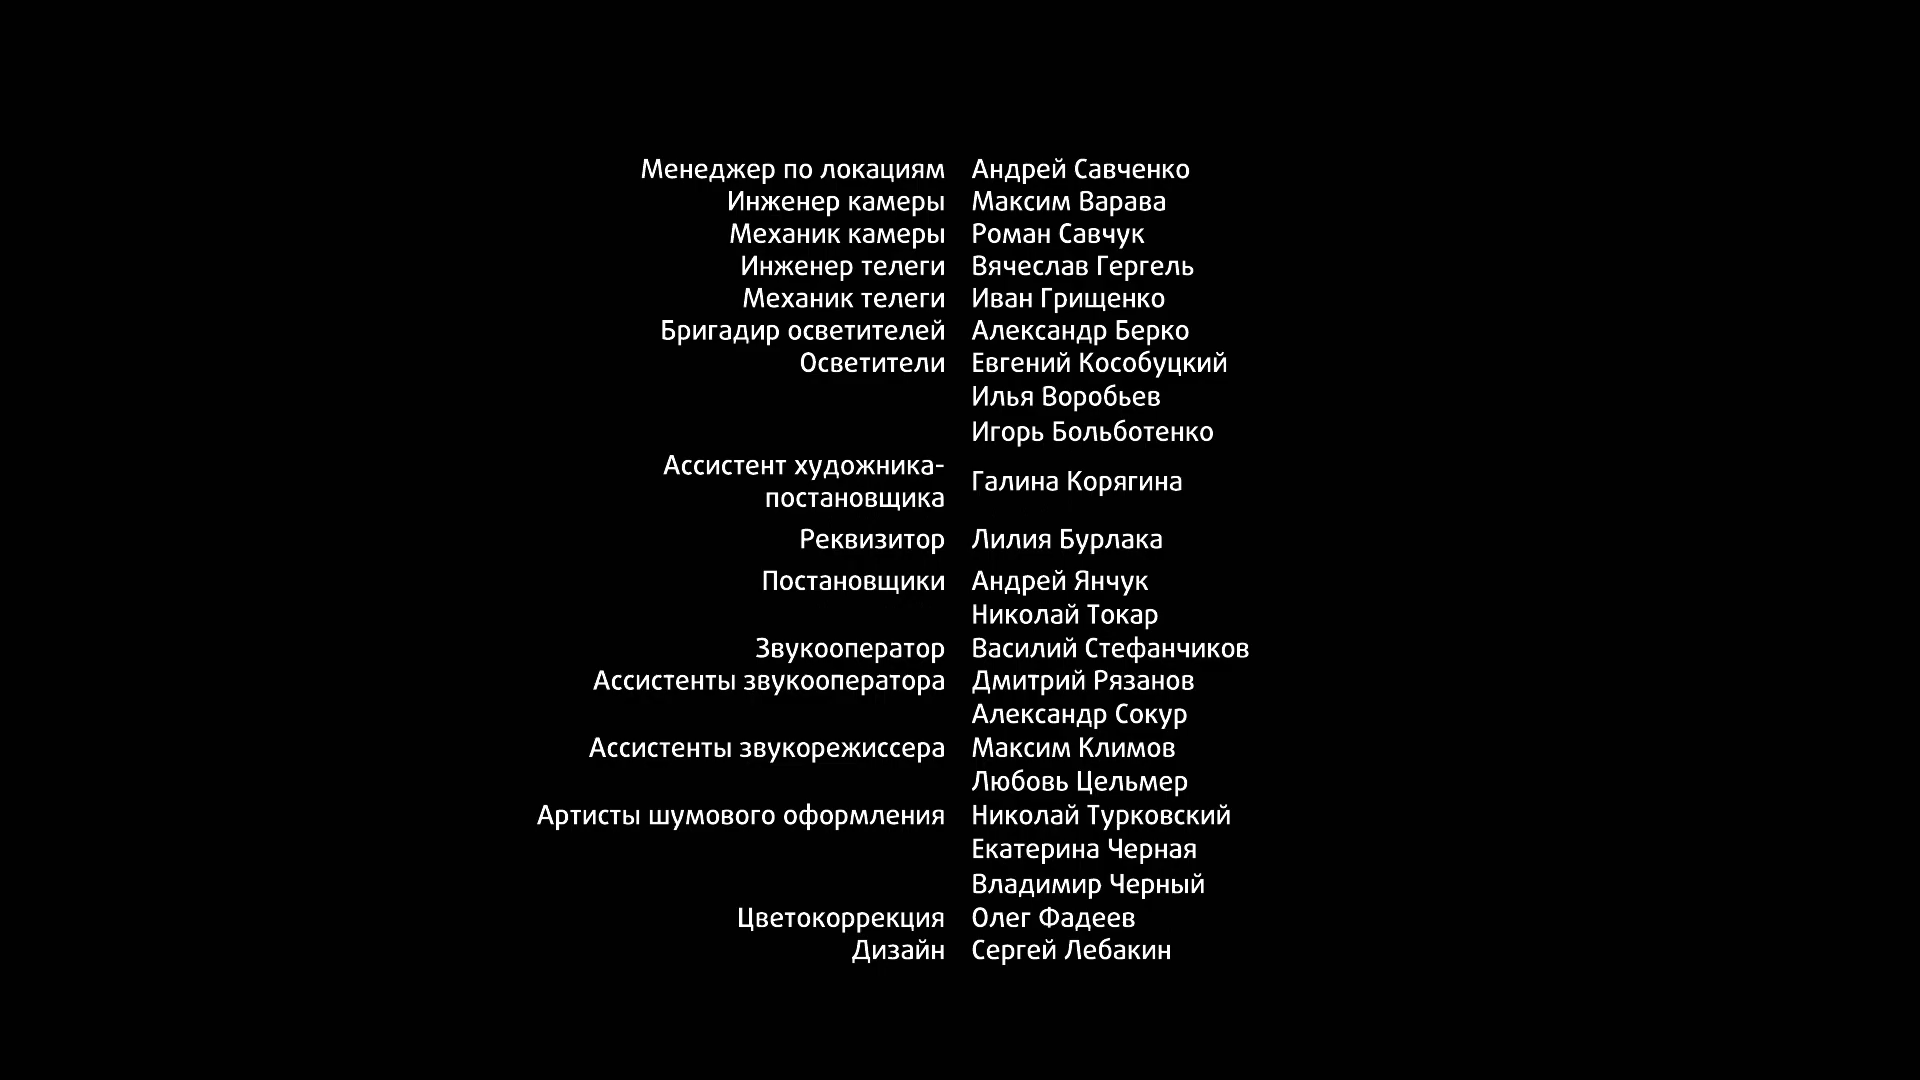 Менеджер по локациям Андрей Савченко
Инженер камеры Максим Варава
Механик камеры Роман Савчук
Инженер телеги Вячеслав Гергель
Механик телеги Иван Грищенко
Бригадир осветителей Александр Берко
Осветители Евгений Кособуцкий
Илья Воробьев
Игорь Больботенко
Ассистент художника-
постановщика Галина Корягина
Реквизитор Лилия Бурлака
Постановщики Андрей Янчук
Николай Токар
Звукооператор Василий Стефанчиков
Ассистенты звукооператора Дмитрий Рязанов
Александр Сокур
Ассистенты звукорежиссера Максим Климов
Любовь Цельмер
Артисты шумового оформления Николай Турковский
Екатерина Черная
Владимир Черный
Цветокоррекция Олег Фадеев
Дизайн Сергей Лебакин